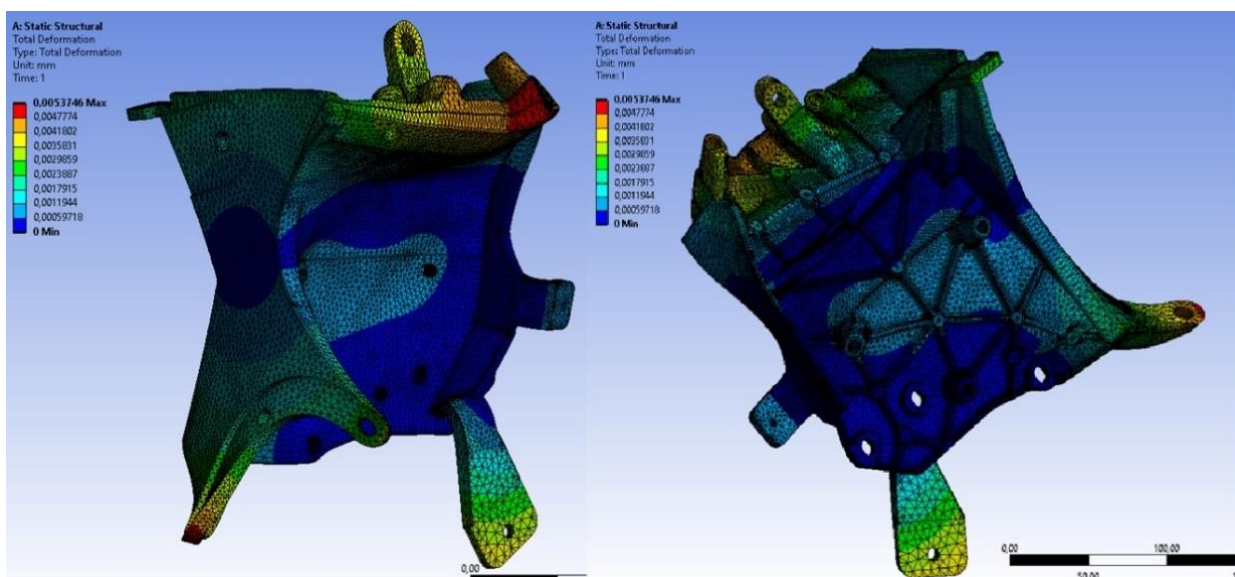 A: Static Structural
Total Deformation
Type: Total Deformation
Unit: mm
Time: 1
0,0053746 Max
0,0047774
0,0041802
0,0035831
0,0029859
0,0023887
0,0017915
0,0011944
0,00059718
0 Min
0,00
A: Static Structural
Total Deformation
Type: Total Deformation
Unit: mm
Time: 1
0,0053746 Max
0,0047774
0,0041802
0,0035831
0,0029859
0,0023887
0,0017915
0,0011944
0,00059718
0 Min
0,00 100,00
50,00